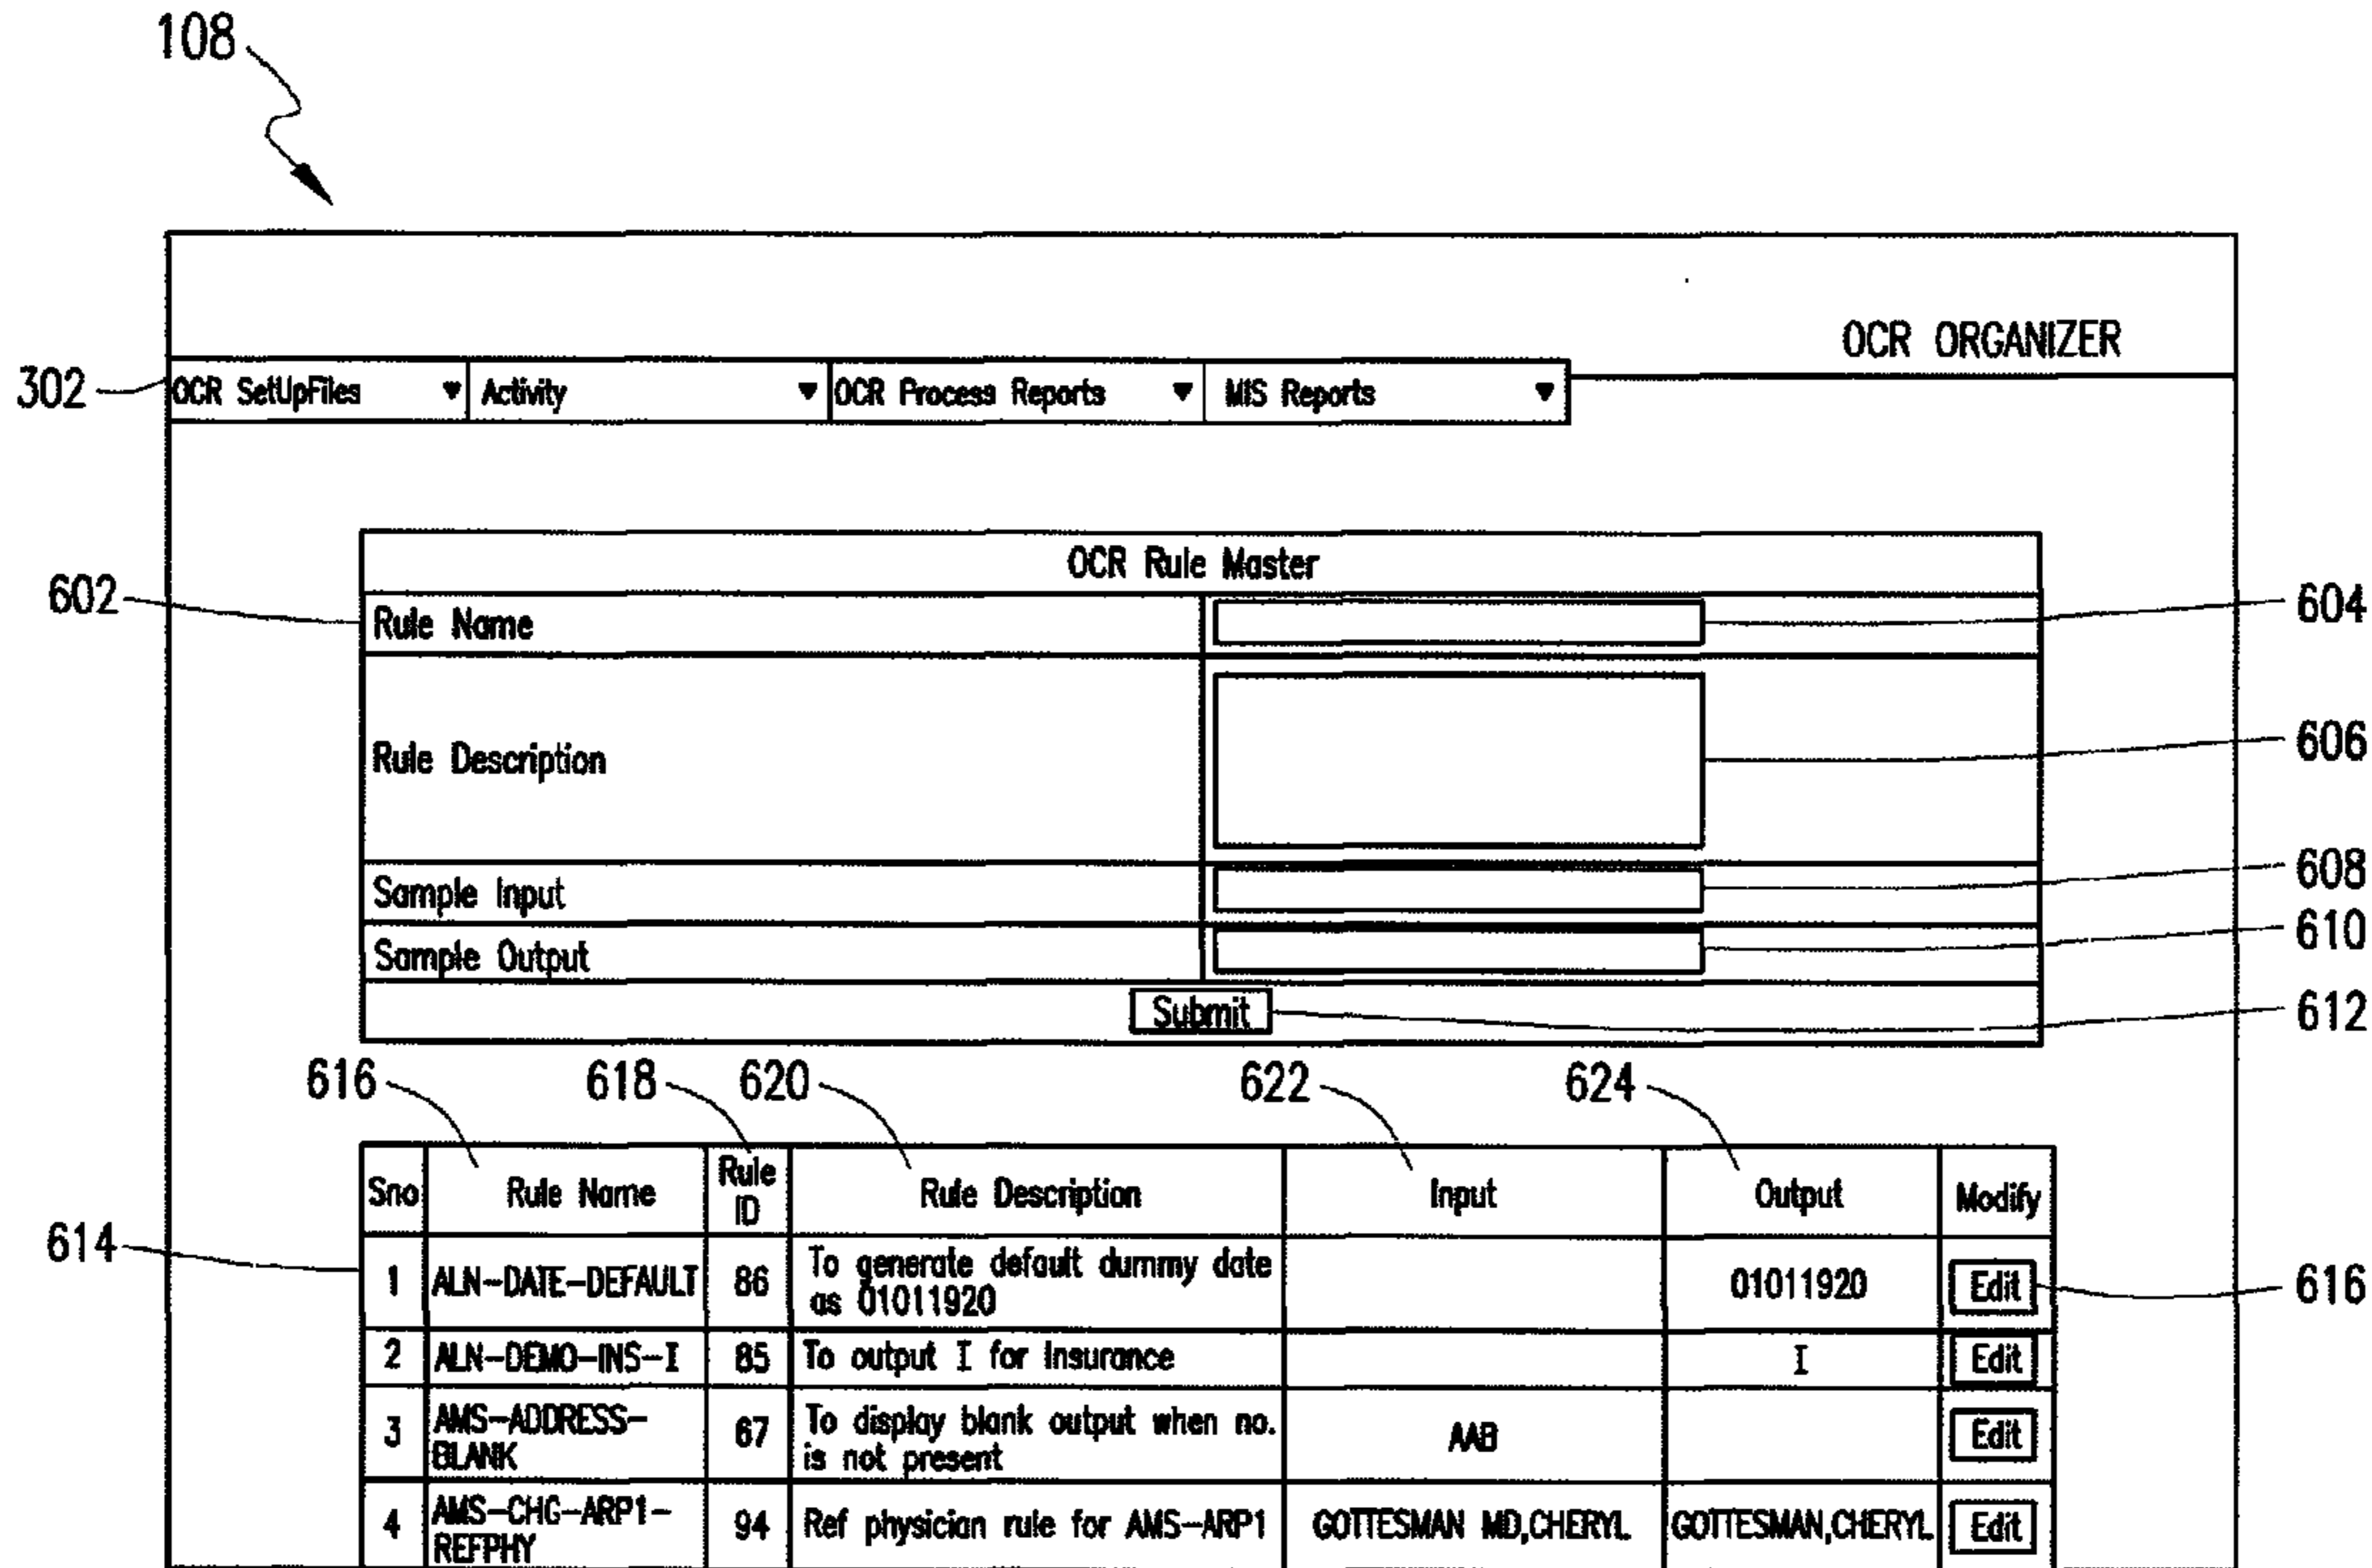 108
OCR ORGANIZER
302
OCR SetUpFiles ▼ Activity ▼ OCR Process Reports ▼ MIS Reports ▼
OCR Rule Master
602
Rule Name
604
Rule Description
606
Sample Input
608
Sample Output
610
Submit
612
616 618 620 622 624
Sno Rule Name Rule ID Rule Description Input Output Modify
614
1 ALN-DATE-DEFAULT 86 To generate default dummy date
as 01011920 01011920 Edit
616
2 ALN-DEMO-INS-I 85 To output I for Insurance I Edit
3 AMS-ADDRESS-
BLANK 67 To display blank output when no.
is not present AAB Edit
4 AMS-CHG-ARP1-
REFPHY 94 Ref physician rule for AMS-ARP1 GOTTESMAN MD,CHERYL GOTTESMAN,CHERYL Edit